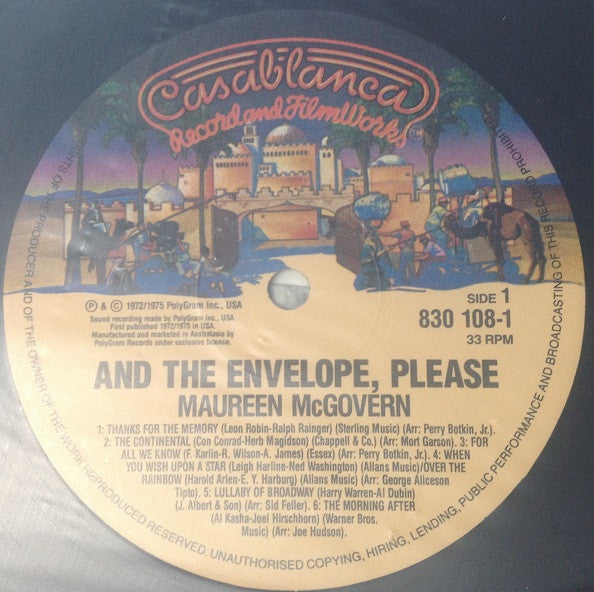 Casablanca
Record and FilmWorks
TM
℗ & © 1972/1975 PolyGram Inc., USA
Sound recording made by PolyGram Inc., USA.
First published 1972/1975 in USA.
Manufactured and marketed in Australasia by
PolyGram Records under exclusive licence.
SIDE 1
830 108-1
33 RPM
AND THE ENVELOPE, PLEASE
MAUREEN McGOVERN
1: THANKS FOR THE MEMORY (Leon Robin-Ralph Rainger) (Sterling Music) (Arr: Perry Botkin, Jr.).
2: THE CONTINENTAL (Con Conrad-Herb Magidson) (Chappell & Co.) (Arr: Mort Garson). 3: FOR
ALL WE KNOW (F. Karlin-R. Wilson-A. James) (Essex) (Arr: Perry Botkin, Jr.). 4: WHEN
YOU WISH UPON A STAR (Leigh Harline-Ned Washington) (Allans Music)/OVER THE
RAINBOW (Harold Arlen-E. Y. Harburg) (Allans Music) (Arr: George Aliceson
Tipto). 5: LULLABY OF BROADWAY (Harry Warren-Al Dubin)
(J. Albert & Son) (Arr: Sid Feller). 6: THE MORNING AFTER
(Al Kasha-Joel Hirschhorn) (Warner Bros.
Music) (Arr: Joe Hudson).
ALL RIGHTS OF THE PRODUCER AND OF THE OWNER OF THE WORK REPRODUCED RESERVED. UNAUTHORISED COPYING, HIRING, LENDING, PUBLIC PERFORMANCE AND BROADCASTING OF THIS RECORD PROHIBITED